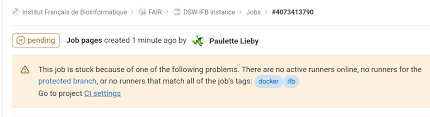 Institut Français de Bioinformatique > FAIR > DSW-IFB instance > Jobs > #4073413790
pending Job pages created 1 minute ago by Paulette Lieby
This job is stuck because of one of the following problems. There are no active runners online, no runners for the
protected branch, or no runners that match all of the job's tags: docker ifb
Go to project CI settings